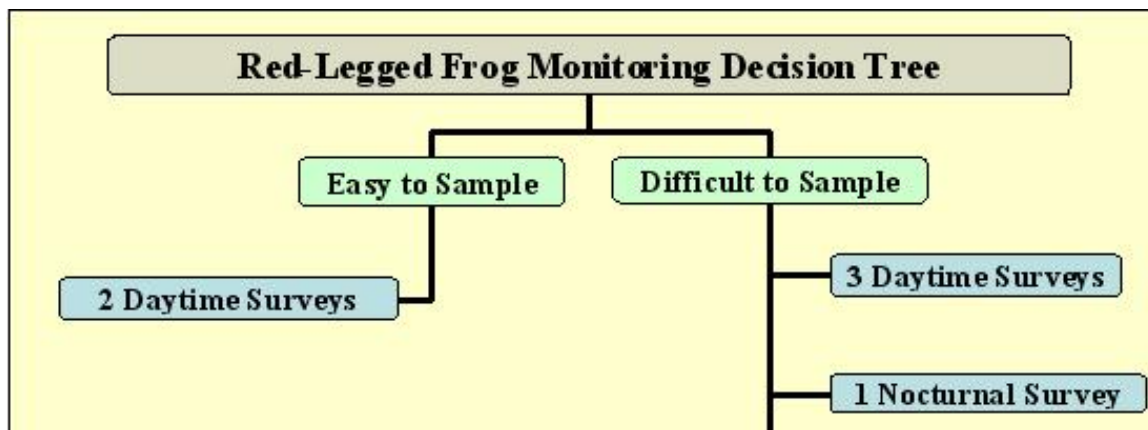 Red-Legged Frog Monitoring Decision Tree
Easy to Sample
Difficult to Sample
2 Daytime Surveys
3 Daytime Surveys
1 Nocturnal Survey